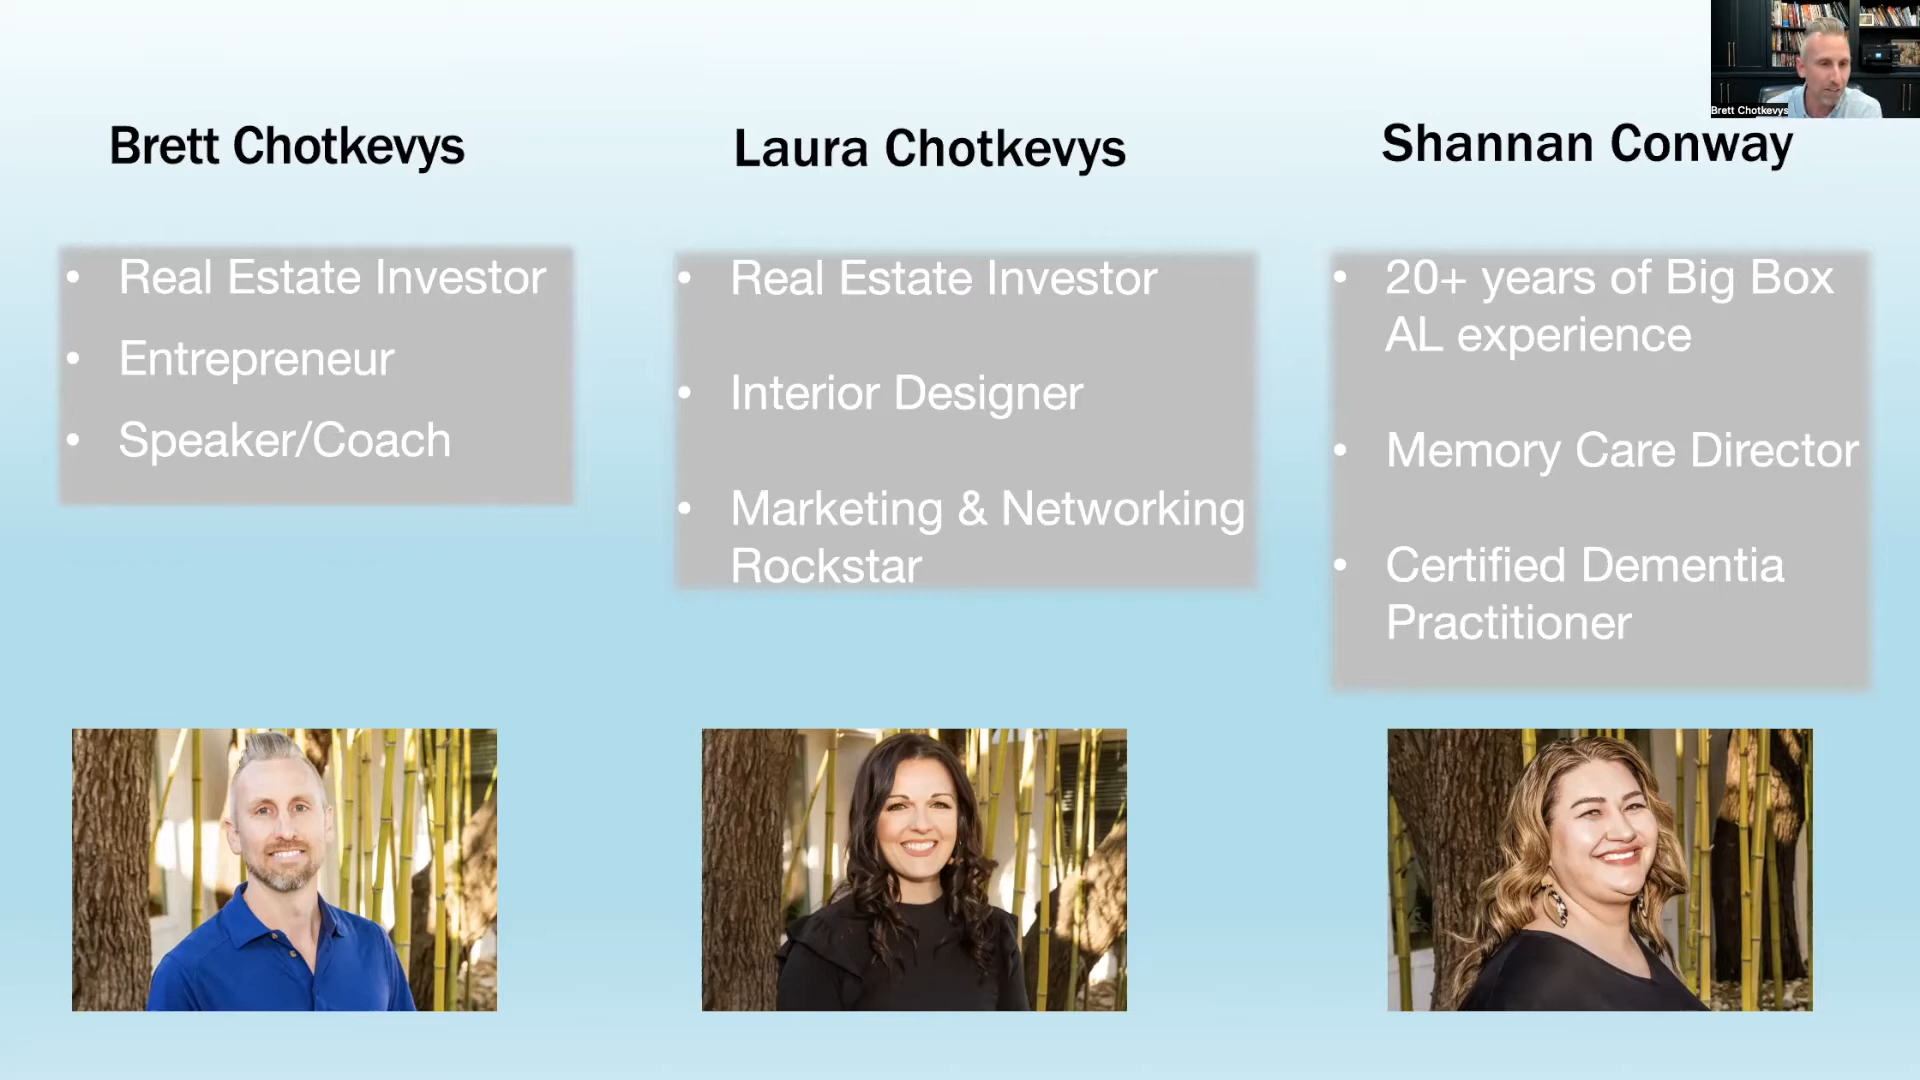 Brett Chotkevys
Brett Chotkevys
Laura Chotkevys
Shannan Conway
• Real Estate Investor
• Entrepreneur
• Speaker/Coach
• Real Estate Investor
• Interior Designer
• Marketing & Networking
Rockstar
• 20+ years of Big Box
AL experience
• Memory Care Director
• Certified Dementia
Practitioner